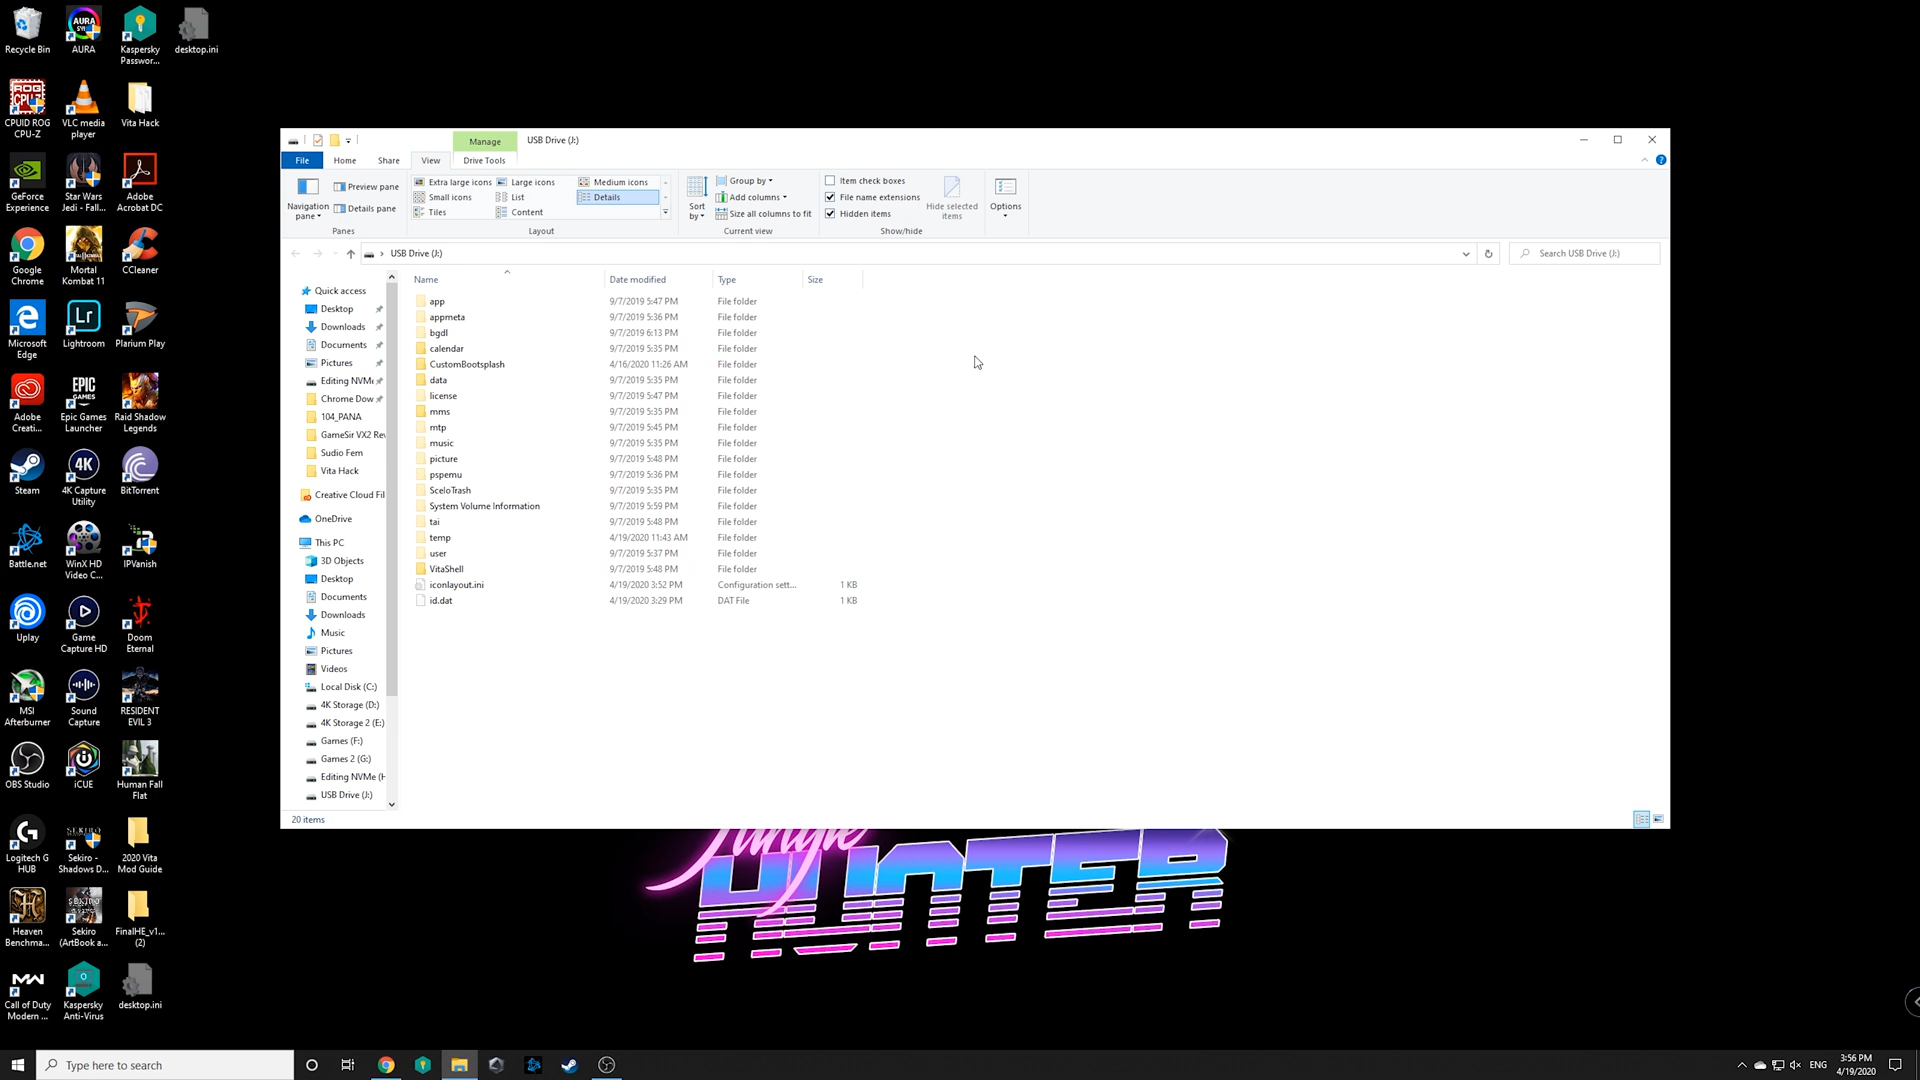 Recycle Bin
AURA
Kaspersky
Passwor...
desktop.ini
CPUID ROG
CPU-Z
VLC media
player
Vita Hack
GeForce
Experience
Star Wars
Jedi - Fall...
Adobe
Acrobat DC
Google
Chrome
Mortal
Kombat 11
CCleaner
Microsoft
Edge
Lightroom
Plarium Play
Adobe
Creati...
Epic Games
Launcher
Raid Shadow
Legends
Steam
4K Capture
Utility
BitTorrent
Battle.net
WinX HD
Video C...
IPVanish
Uplay
Game
Capture HD
Doom
Eternal
MSI
Afterburner
Sound
Capture
RESIDENT
EVIL 3
OBS Studio
iCUE
Human Fall
Flat
Logitech G
HUB
Sekiro -
Shadows D...
2020 Vita
Mod Guide
Heaven
Benchma...
Sekiro
(ArtBook a...
FinalHE_v1...
(2)
Call of Duty
Modern ...
Kaspersky
Anti-Virus
desktop.ini
Manage
USB Drive (J:)
File
Home
Share
View
Drive Tools
Navigation
pane
Preview pane
Details pane
Panes
Extra large icons
Large icons
Medium icons
Small icons
List
Details
Tiles
Content
Layout
Sort
by
Group by
Add columns
Size all columns to fit
Current view
Item check boxes
File name extensions
Hidden items
Hide selected
items
Show/hide
Options
USB Drive (J:)
Search USB Drive (J:)
Quick access
Desktop
Downloads
Documents
Pictures
Editing NVMe
Chrome Dow
104_PANA
GameSir VX2 Rev
Sudio Fem
Vita Hack
Creative Cloud Fil
OneDrive
This PC
3D Objects
Desktop
Documents
Downloads
Music
Pictures
Videos
Local Disk (C:)
4K Storage (D:)
4K Storage 2 (E:)
Games (F:)
Games 2 (G:)
Editing NVMe (H
USB Drive (J:)
Name Date modified Type Size
app 9/7/2019 5:47 PM File folder
appmeta 9/7/2019 5:36 PM File folder
bgdl 9/7/2019 6:13 PM File folder
calendar 9/7/2019 5:35 PM File folder
CustomBootsplash 4/16/2020 11:26 AM File folder
data 9/7/2019 5:35 PM File folder
license 9/7/2019 5:47 PM File folder
mms 9/7/2019 5:35 PM File folder
mtp 9/7/2019 5:45 PM File folder
music 9/7/2019 5:35 PM File folder
picture 9/7/2019 5:48 PM File folder
pspemu 9/7/2019 5:36 PM File folder
SceloTrash 9/7/2019 5:35 PM File folder
System Volume Information 9/7/2019 5:59 PM File folder
tai 9/7/2019 5:48 PM File folder
temp 4/19/2020 11:43 AM File folder
user 9/7/2019 5:37 PM File folder
VitaShell 9/7/2019 5:48 PM File folder
iconlayout.ini 4/19/2020 3:52 PM Configuration sett... 1 KB
id.dat 4/19/2020 3:29 PM DAT File 1 KB
20 items
Jungle
HUNTER
Type here to search
ENG
3:56 PM
4/19/2020